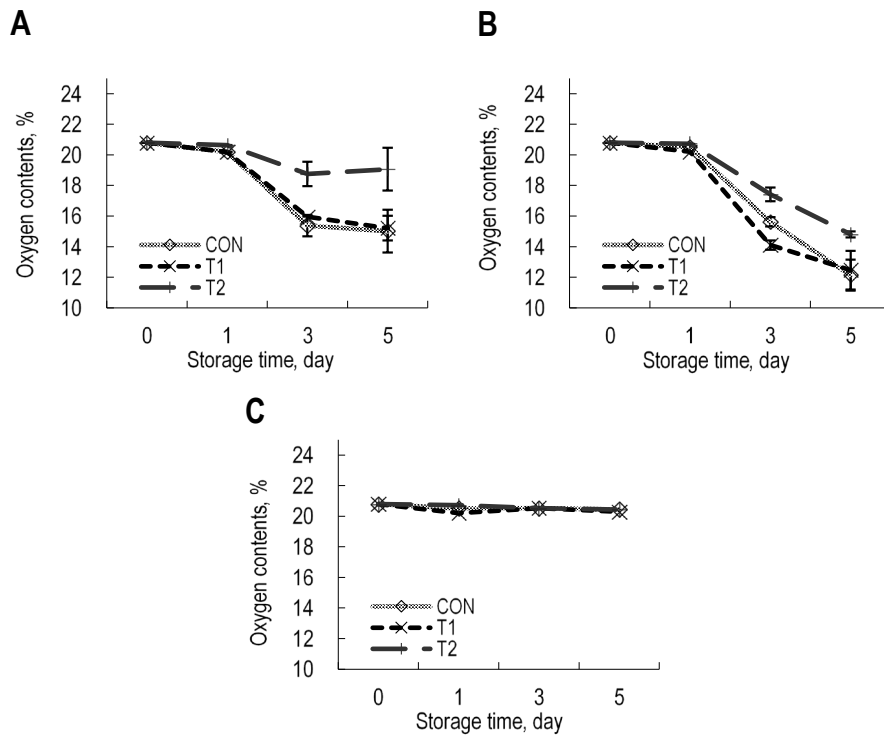 A
Oxygen contents, %
24
22
20
18
16
14
12
10
CON
T1
T2
0 1 3 5
Storage time, day
B
Oxygen contents, %
24
22
20
18
16
14
12
10
CON
T1
T2
0 1 3 5
Storage time, day
C
Oxygen contents, %
24
22
20
18
16
14
12
10
CON
T1
T2
0 1 3 5
Storage time, day